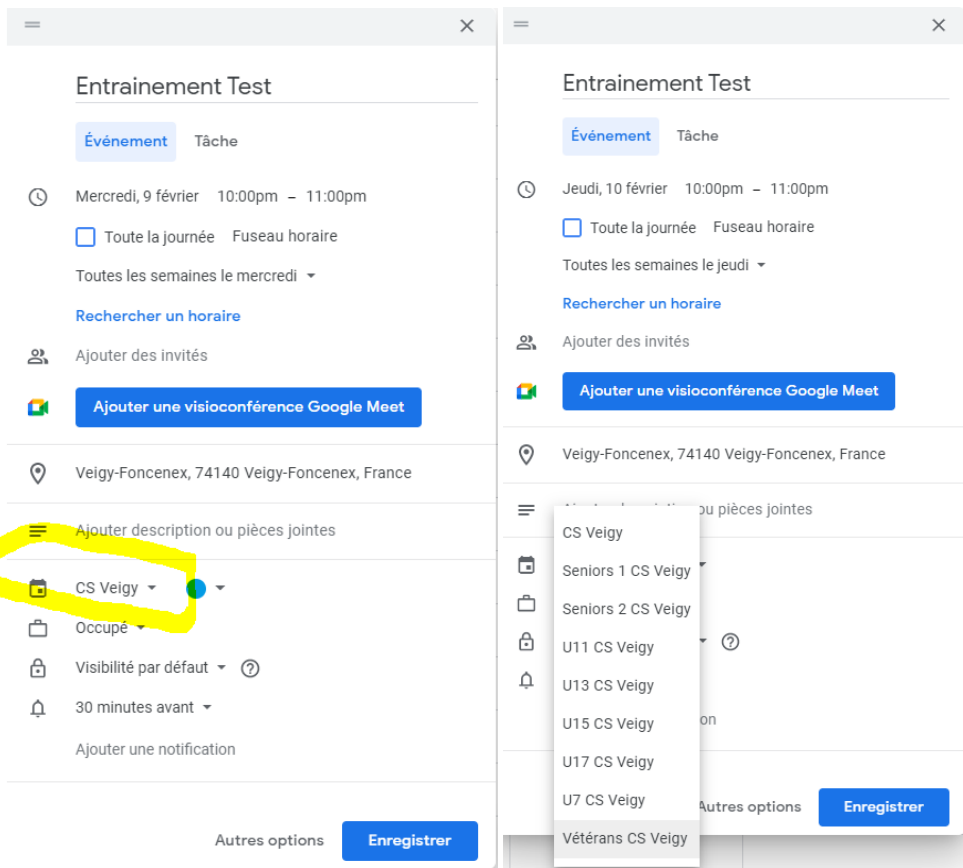 Entrainement Test
Événement Tâche
Mercredi, 9 février 10:00pm – 11:00pm
Toute la journée Fuseau horaire
Toutes les semaines le mercredi
Rechercher un horaire
Ajouter des invités
Ajouter une visioconférence Google Meet
Veigy-Foncenex, 74140 Veigy-Foncenex, France
Ajouter description ou pièces jointes
CS Veigy
Occupé
Visibilité par défaut
30 minutes avant
Ajouter une notification
Autres options Enregistrer
Entrainement Test
Événement Tâche
Jeudi, 10 février 10:00pm – 11:00pm
Toute la journée Fuseau horaire
Toutes les semaines le jeudi
Rechercher un horaire
Ajouter des invités
Ajouter une visioconférence Google Meet
Veigy-Foncenex, 74140 Veigy-Foncenex, France
ou pièces jointes
CS Veigy
Seniors 1 CS Veigy
Seniors 2 CS Veigy
U11 CS Veigy
U13 CS Veigy
U15 CS Veigy
U17 CS Veigy
U7 CS Veigy
Vétérans CS Veigy
Autres options Enregistrer